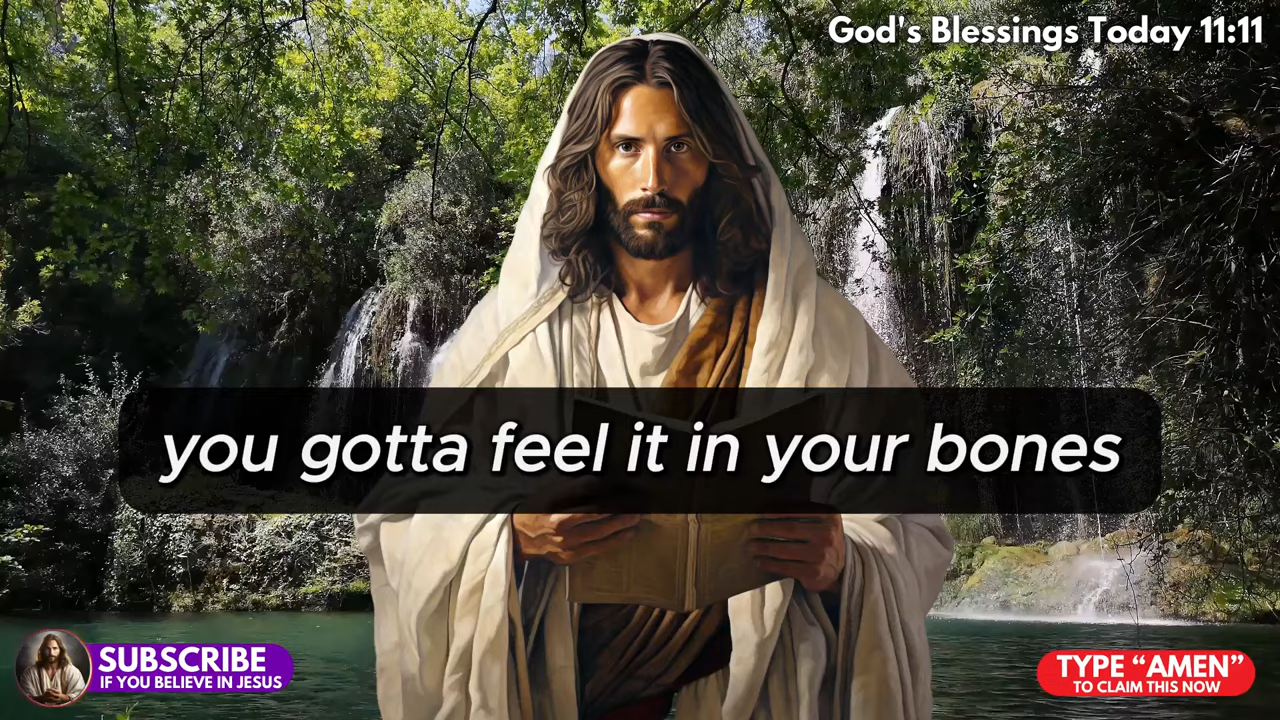 God's Blessings Today 11:11
you gotta feel it in your bones
SUBSCRIBE
IF YOU BELIEVE IN JESUS
TYPE “AMEN”
TO CLAIM THIS NOW